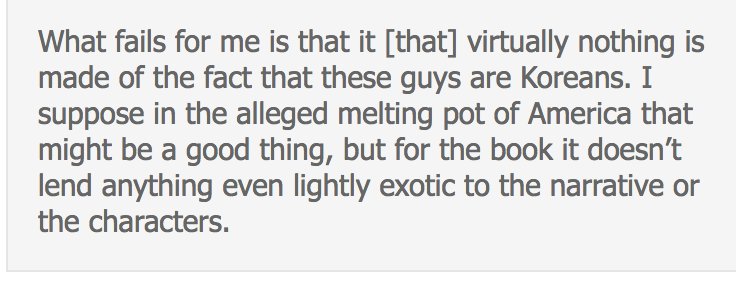 What fails for me is that it [that] virtually nothing is
made of the fact that these guys are Koreans. I
suppose in the alleged melting pot of America that
might be a good thing, but for the book it doesn’t
lend anything even lightly exotic to the narrative or
the characters.